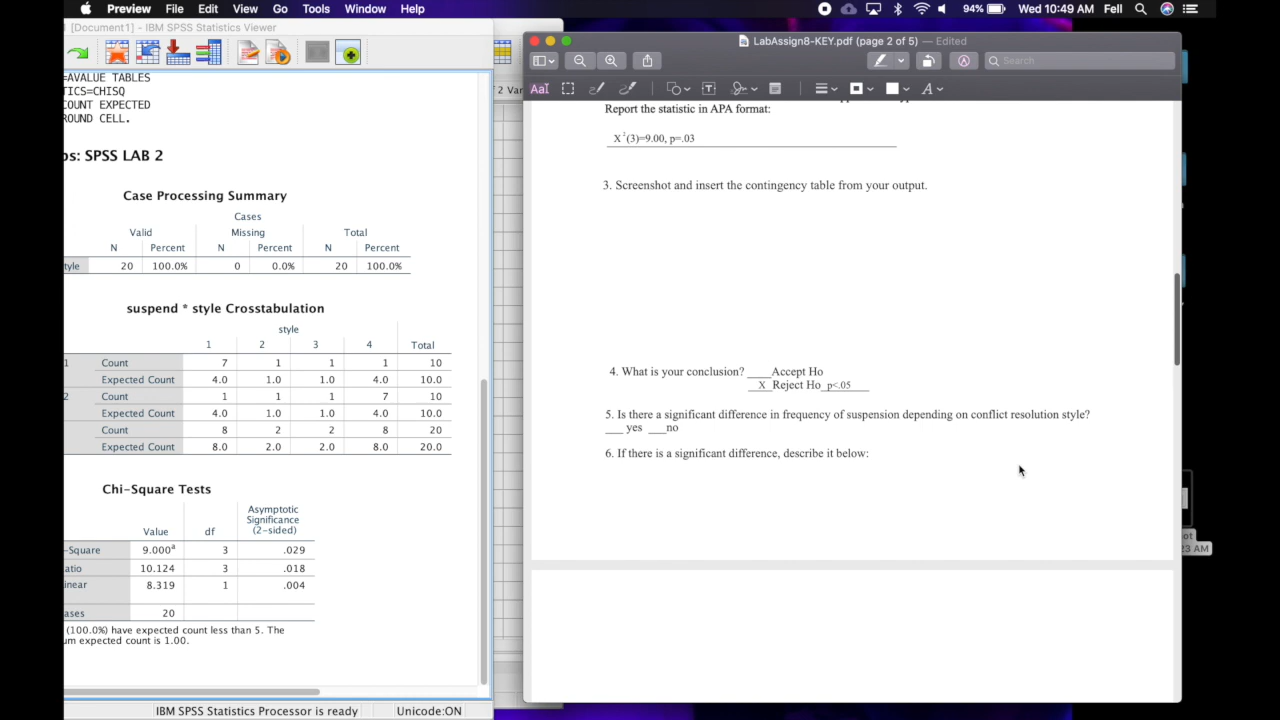 Preview File Edit View Go Tools Window Help 94% Wed 10:49 AM Fell
[Document1] - IBM SPSS Statistics Viewer
=AVALUE TABLES
TICS=CHISQ
COUNT EXPECTED
ROUND CELL.
bs: SPSS LAB 2
Case Processing Summary
Cases
Valid Missing Total
N Percent N Percent N Percent
tyle 20 100.0% 0 0.0% 20 100.0%
suspend * style Crosstabulation
style
1 2 3 4 Total
1 Count 7 1 1 1 10
Expected Count 4.0 1.0 1.0 4.0 10.0
2 Count 1 1 1 7 10
Expected Count 4.0 1.0 1.0 4.0 10.0
Count 8 2 2 8 20
Expected Count 8.0 2.0 2.0 8.0 20.0
Chi-Square Tests
Value df Asymptotic Significance (2-sided)
-Square 9.000a 3 .029
atio 10.124 3 .018
inear 8.319 1 .004
ases 20
(100.0%) have expected count less than 5. The
um expected count is 1.00.
IBM SPSS Statistics Processor is ready Unicode:ON
2 Var
LabAssign8-KEY.pdf (page 2 of 5) — Edited
Search
AaI T A
Report the statistic in APA format:
X2(3)=9.00, p=.03
3. Screenshot and insert the contingency table from your output.
4. What is your conclusion? ____Accept Ho
__X_Reject Ho_p<.05
5. Is there a significant difference in frequency of suspension depending on conflict resolution style?
___ yes ___no
6. If there is a significant difference, describe it below:
ot
23 AM